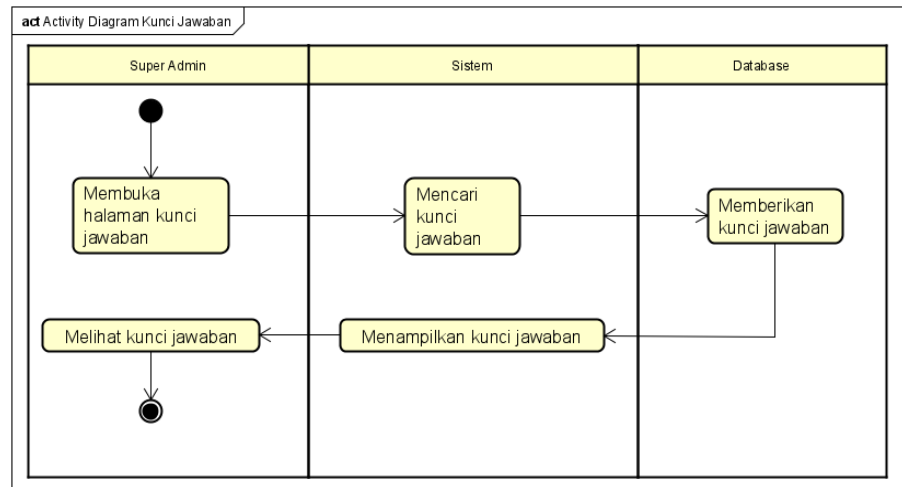 act Activity Diagram Kunci Jawaban
Super Admin
Sistem
Database
Membuka
halaman kunci
jawaban
Mencari
kunci
jawaban
Memberikan
kunci jawaban
Melihat kunci jawaban
Menampilkan kunci jawaban